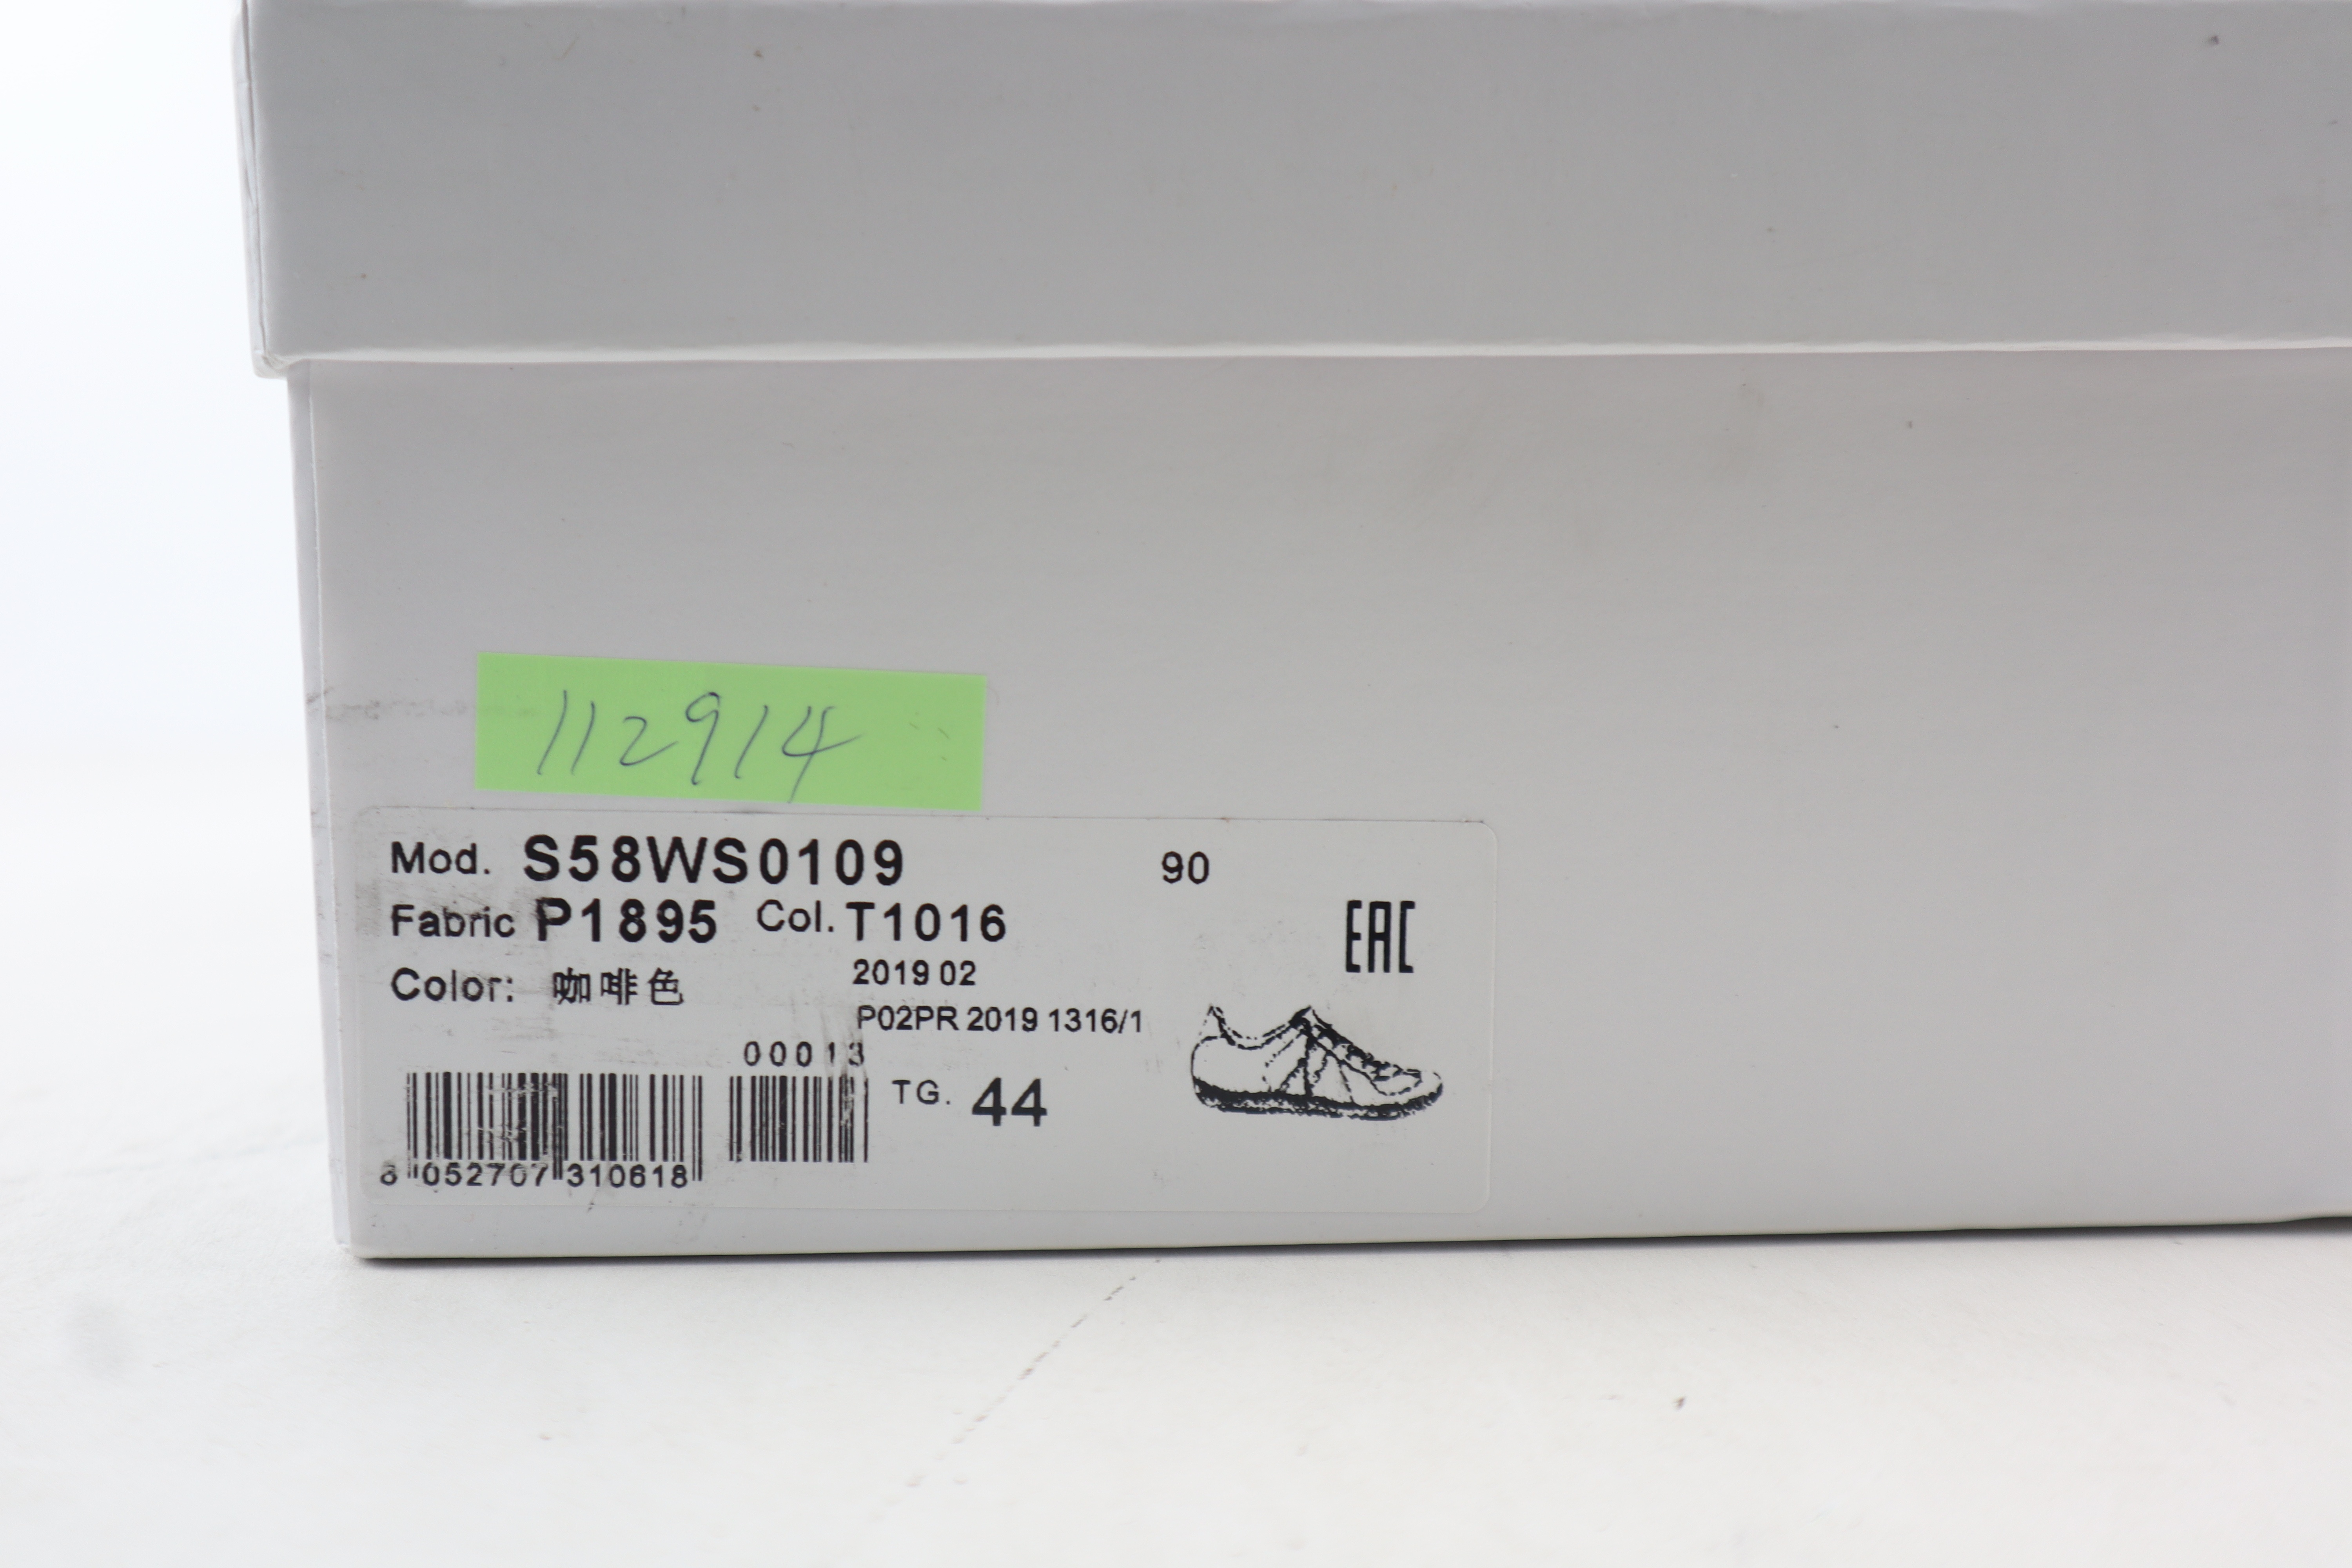 112914
Mod. S58WS0109 90
Fabric P1895 Col. T1016
EAC
Color: 咖啡色 2019 02
P02PR 2019 1316/1
00013
TG. 44
8 052707 310618